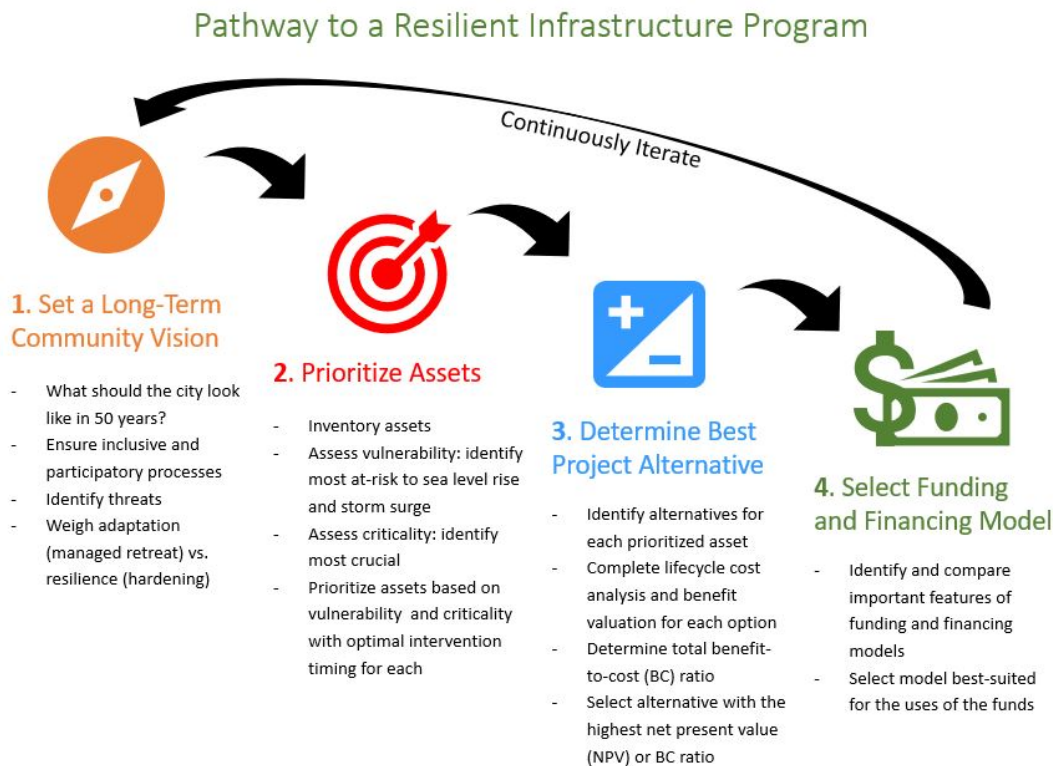 Pathway to a Resilient Infrastructure Program
Continuously Iterate
1. Set a Long-Term
Community Vision
- What should the city look
like in 50 years?
- Ensure inclusive and
participatory processes
- Identify threats
- Weigh adaptation
(managed retreat) vs.
resilience (hardening)
2. Prioritize Assets
- Inventory assets
- Assess vulnerability: identify
most at-risk to sea level rise
and storm surge
- Assess criticality: identify
most crucial
- Prioritize assets based on
vulnerability and criticality
with optimal intervention
timing for each
3. Determine Best
Project Alternative
- Identify alternatives for
each prioritized asset
- Complete lifecycle cost
analysis and benefit
valuation for each option
- Determine total benefit-
to-cost (BC) ratio
- Select alternative with the
highest net present value
(NPV) or BC ratio
4. Select Funding
and Financing Model
- Identify and compare
important features of
funding and financing
models
- Select model best-suited
for the uses of the funds